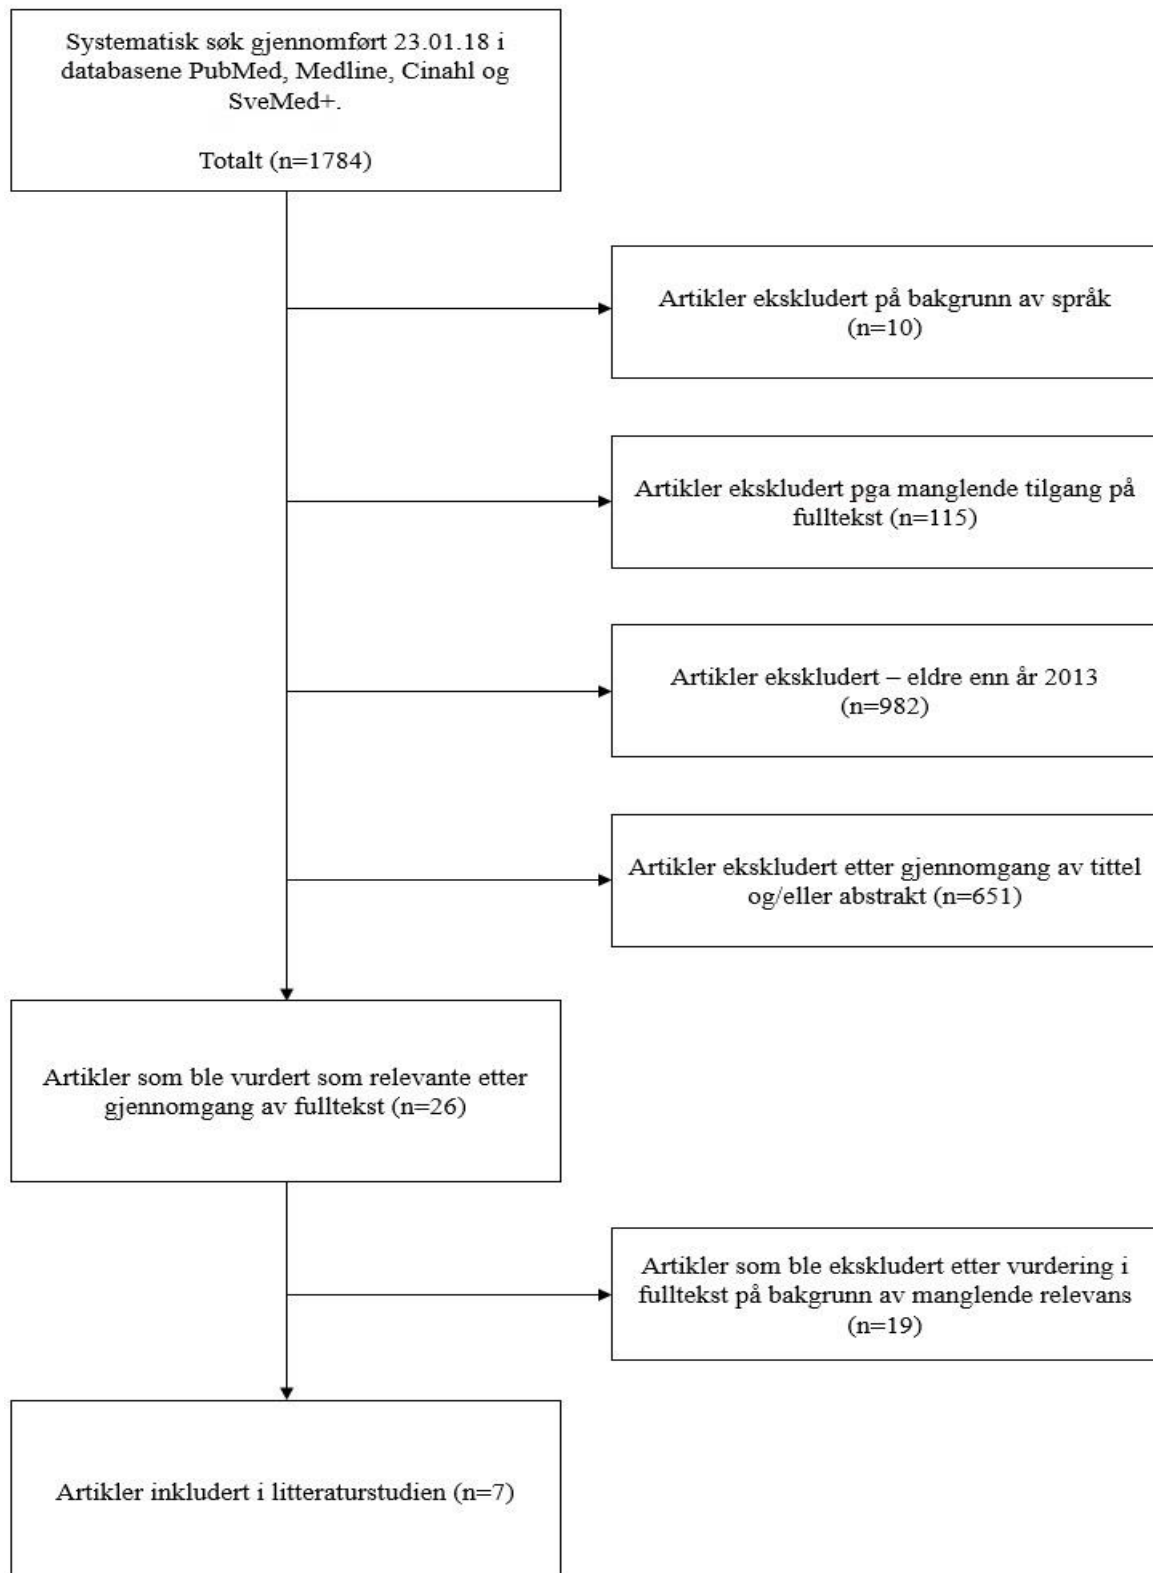 Systematisk søk gjennomført 23.01.18 i
databasene PubMed, Medline, Cinahl og
SveMed+.
Totalt (n=1784)
Artikler ekskludert på bakgrunn av språk
(n=10)
Artikler ekskludert pga manglende tilgang på
fulltekst (n=115)
Artikler ekskludert – eldre enn år 2013
(n=982)
Artikler ekskludert etter gjennomgang av tittel
og/eller abstrakt (n=651)
Artikler som ble vurdert som relevante etter
gjennomgang av fulltekst (n=26)
Artikler som ble ekskludert etter vurdering i
fulltekst på bakgrunn av manglende relevans
(n=19)
Artikler inkludert i litteraturstudien (n=7)